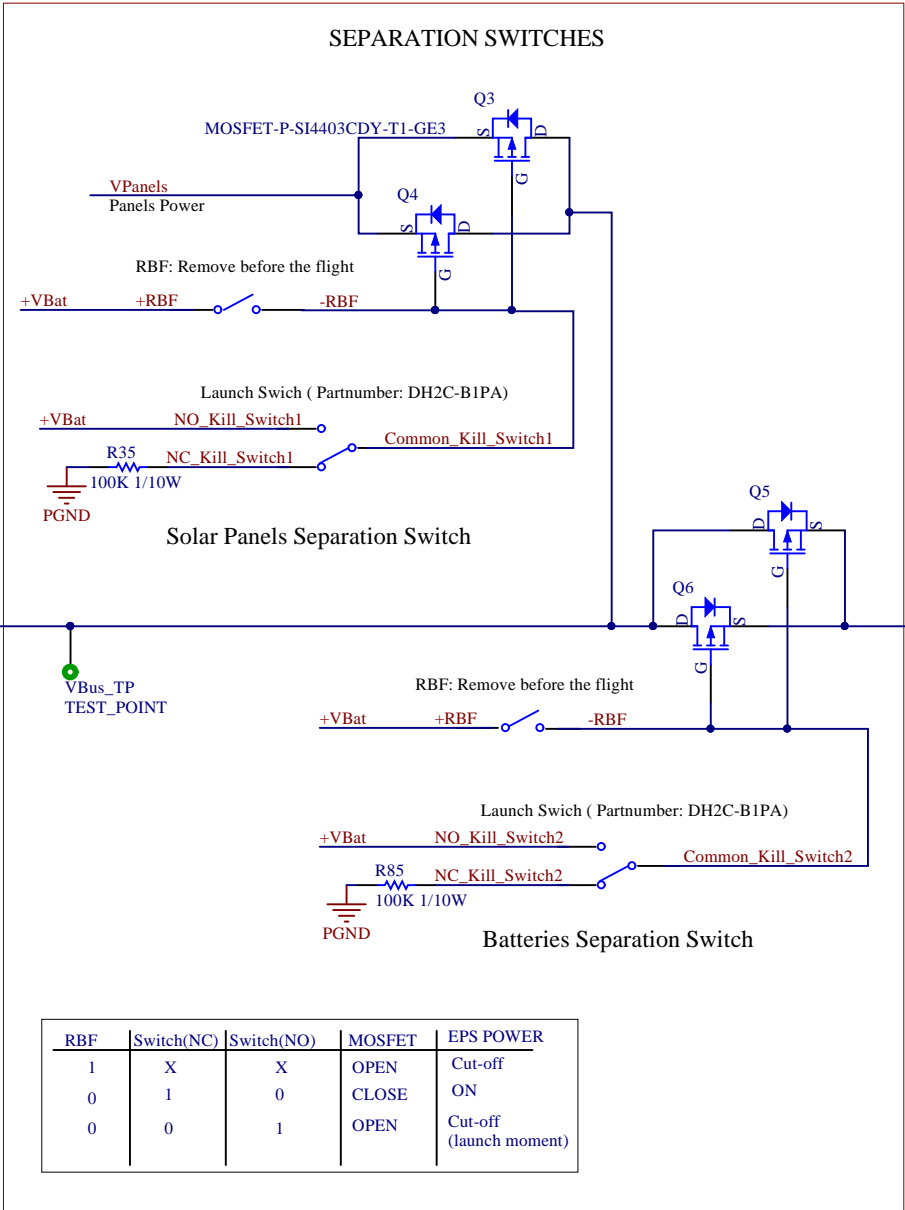 SEPARATION SWITCHES
Q3
MOSFET-P-SI4403CDY-T1-GE3
S
D
G
VPanels
Panels Power
Q4
S
D
G
RBF: Remove before the flight
+VBat
+RBF
-RBF
Launch Swich ( Partnumber: DH2C-B1PA)
+VBat
NO_Kill_Switch1
Common_Kill_Switch1
R35
NC_Kill_Switch1
100K 1/10W
PGND
Solar Panels Separation Switch
Q5
D
S
G
Q6
D
S
G
VBus_TP
TEST_POINT
RBF: Remove before the flight
+VBat
+RBF
-RBF
Launch Swich ( Partnumber: DH2C-B1PA)
+VBat
NO_Kill_Switch2
Common_Kill_Switch2
R85
NC_Kill_Switch2
100K 1/10W
PGND
Batteries Separation Switch
RBF Switch(NC) Switch(NO) MOSFET EPS POWER
1 X X OPEN Cut-off
0 1 0 CLOSE ON
0 0 1 OPEN Cut-off
(launch moment)